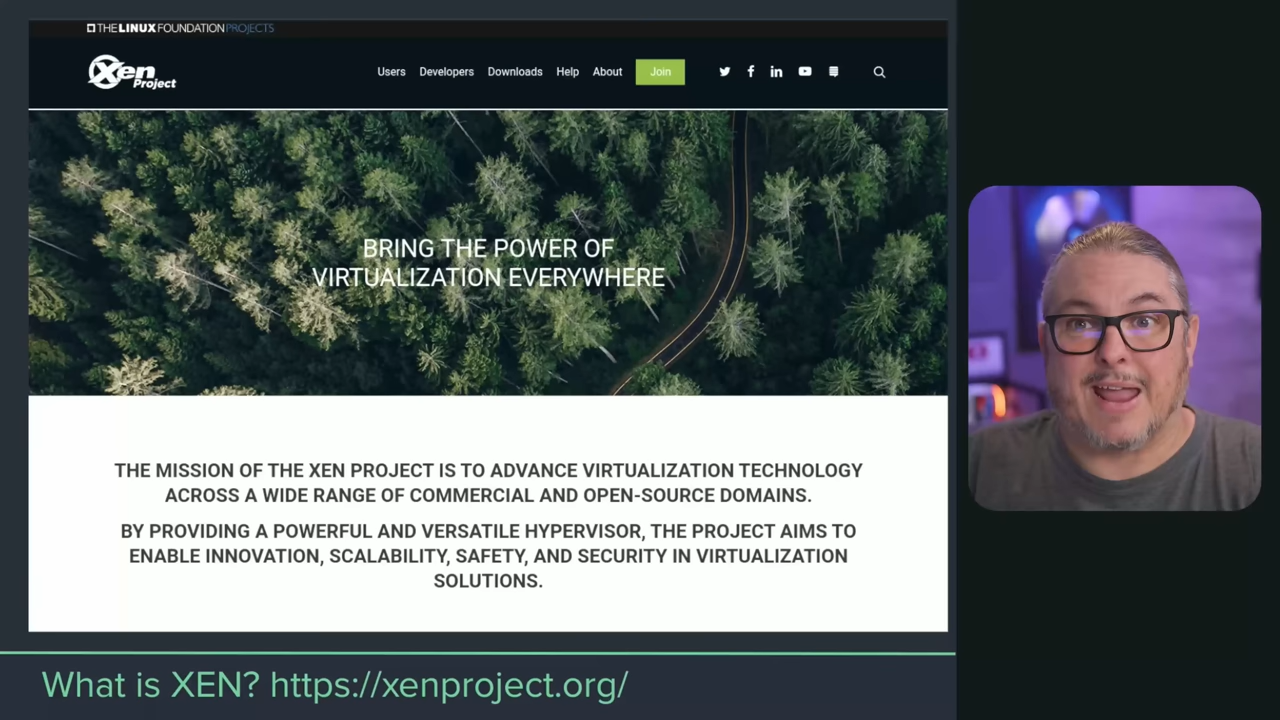 THE LINUX FOUNDATION PROJECTS
Xen Project
Users Developers Downloads Help About Join
BRING THE POWER OF
VIRTUALIZATION EVERYWHERE
THE MISSION OF THE XEN PROJECT IS TO ADVANCE VIRTUALIZATION TECHNOLOGY
ACROSS A WIDE RANGE OF COMMERCIAL AND OPEN-SOURCE DOMAINS.
BY PROVIDING A POWERFUL AND VERSATILE HYPERVISOR, THE PROJECT AIMS TO
ENABLE INNOVATION, SCALABILITY, SAFETY, AND SECURITY IN VIRTUALIZATION
SOLUTIONS.
What is XEN? https://xenproject.org/